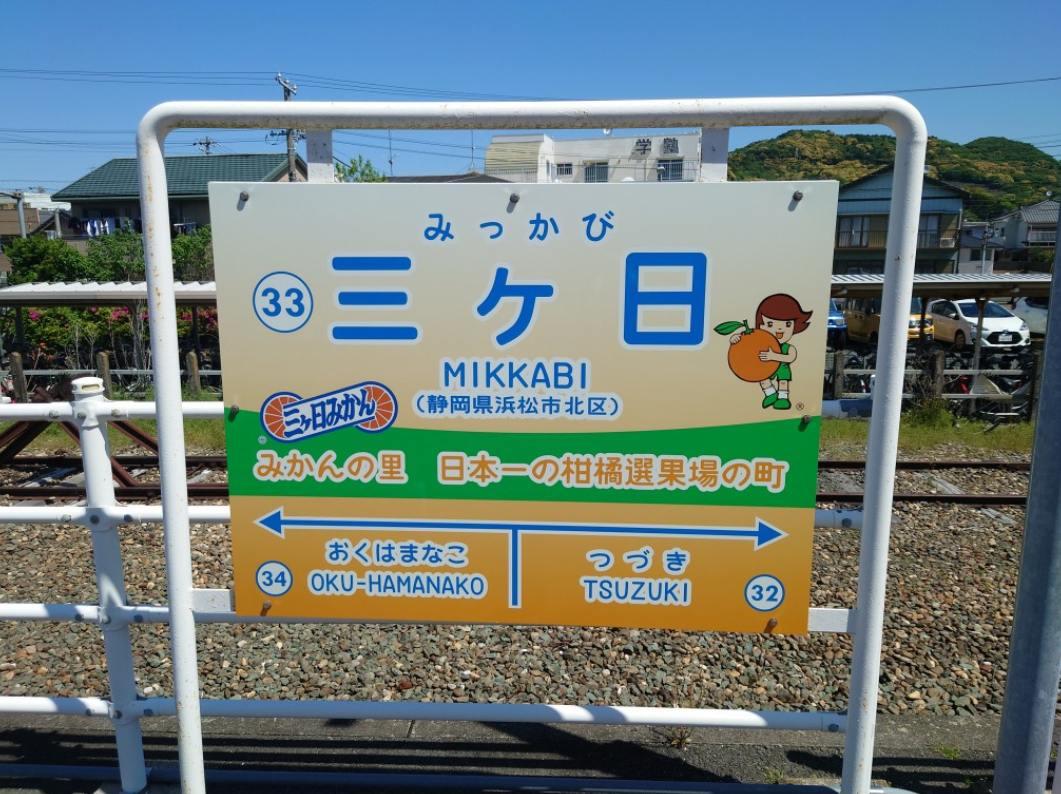 学園
みっかび
33 三ヶ日
MIKKABI
(静岡県浜松市北区)
三ヶ日みかん
みかんの里 日本一の柑橘選果場の町
おくはまなこ つづき
34 OKU-HAMANAKO TSUZUKI 32